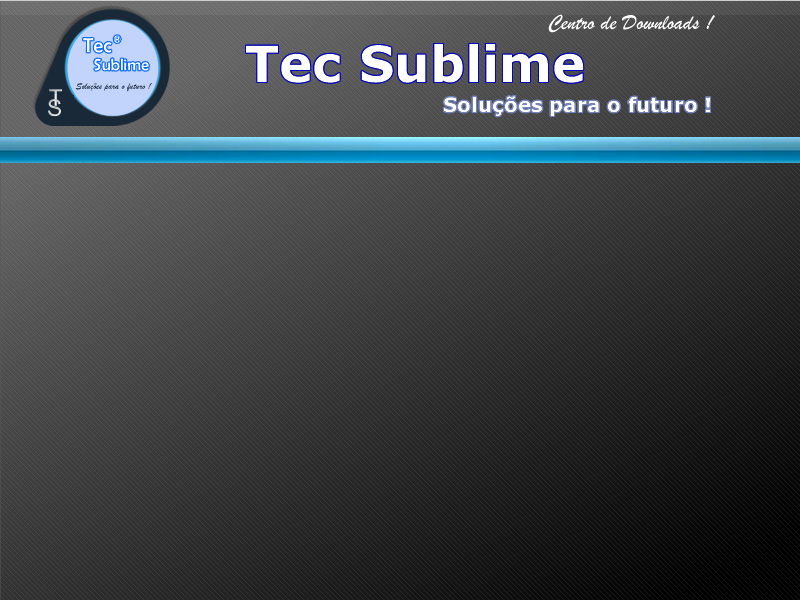 Centro de Downloads !
Tec®
Sublime
Soluções para o futuro !
TS
Tec Sublime
Soluções para o futuro !